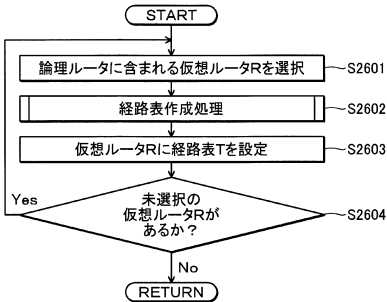 START
論理ルータに含まれる仮想ルータRを選択
S2601
経路表作成処理
S2602
仮想ルータRに経路表Tを設定
S2603
Yes
未選択の
仮想ルータRが
あるか？
S2604
No
RETURN